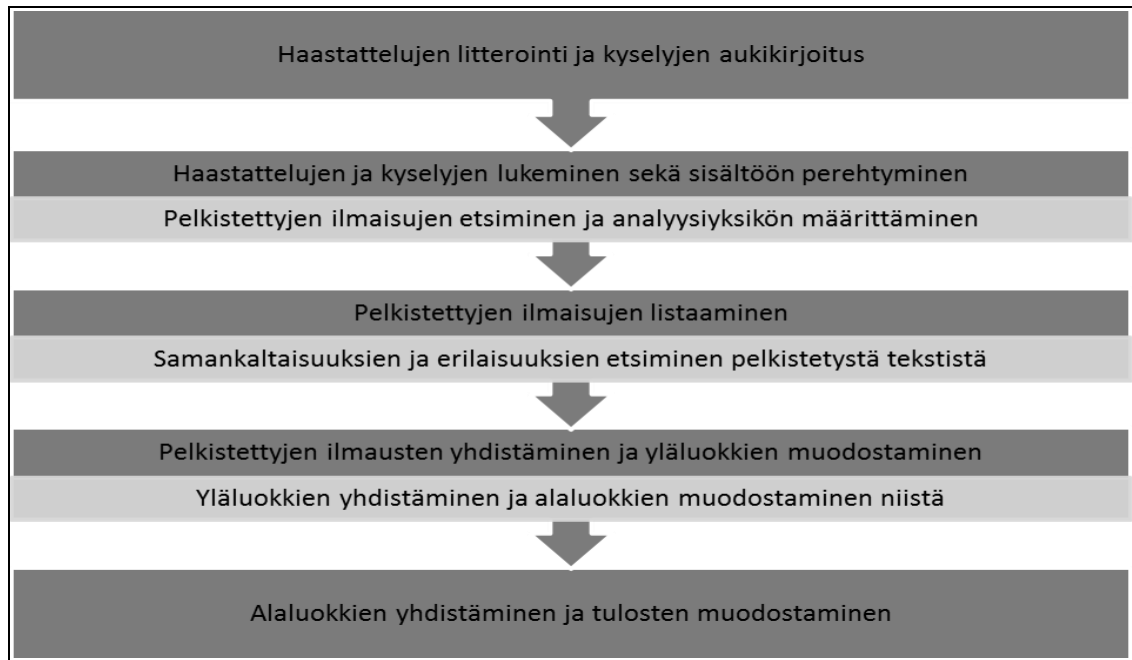 Haastattelujen litterointi ja kyselyjen aukikirjoitus
Haastattelujen ja kyselyjen lukeminen sekä sisältöön perehtyminen
Pelkistettyjen ilmaisujen etsiminen ja analyysiyksikön määrittäminen
Pelkistettyjen ilmaisujen listaaminen
Samankaltaisuuksien ja erilaisuuksien etsiminen pelkistetystä tekstistä
Pelkistettyjen ilmausten yhdistäminen ja yläluokkien muodostaminen
Yläluokkien yhdistäminen ja alaluokkien muodostaminen niistä
Alaluokkien yhdistäminen ja tulosten muodostaminen